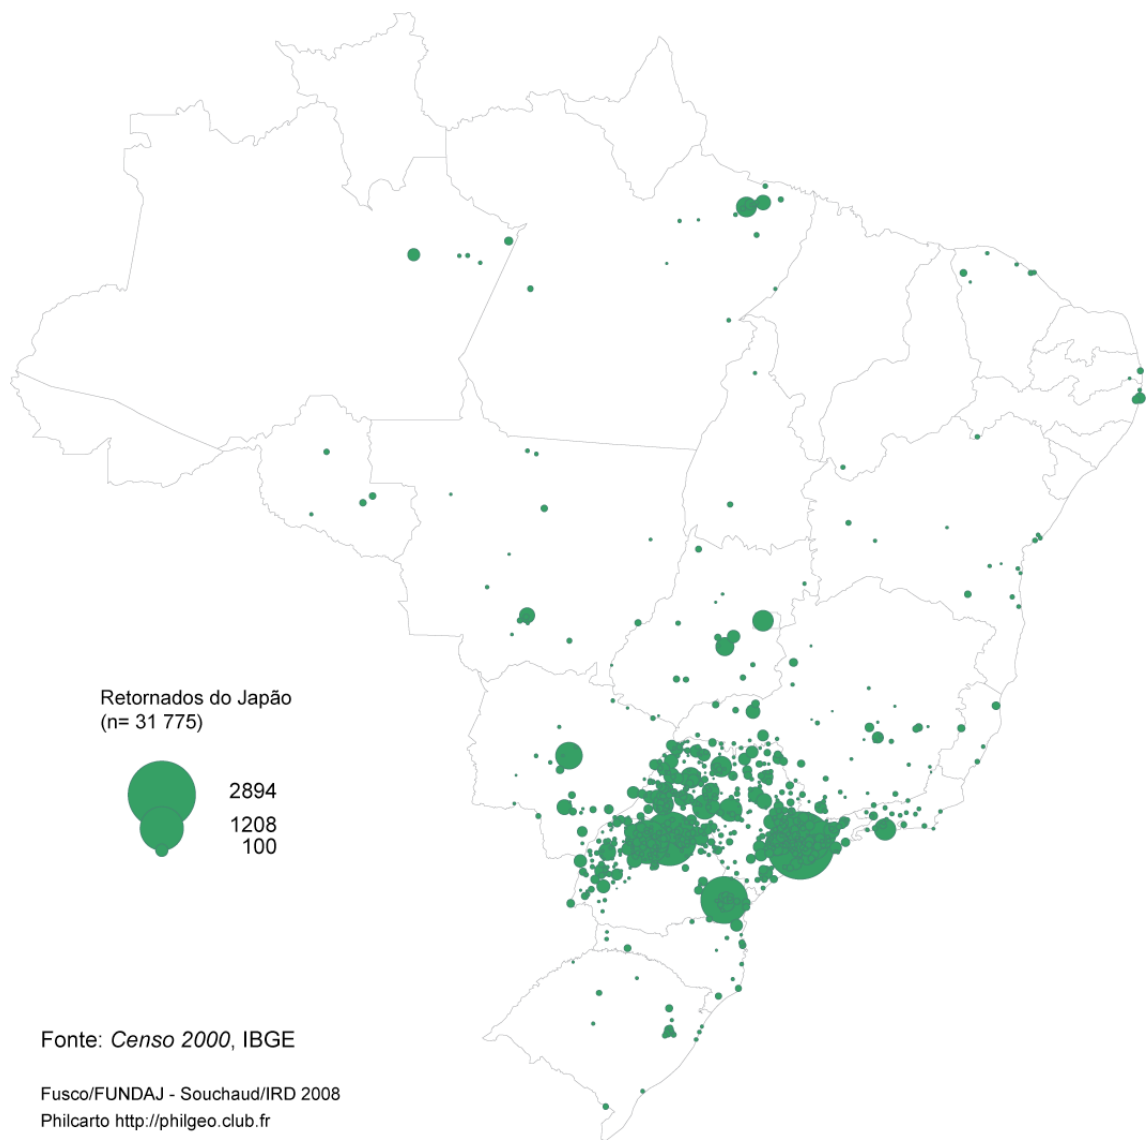 Retornados do Japão
(n= 31 775)
2894
1208
100
Fonte: Censo 2000, IBGE
Fusco/FUNDAJ - Souchaud/IRD 2008
Philcarto http://philgeo.club.fr